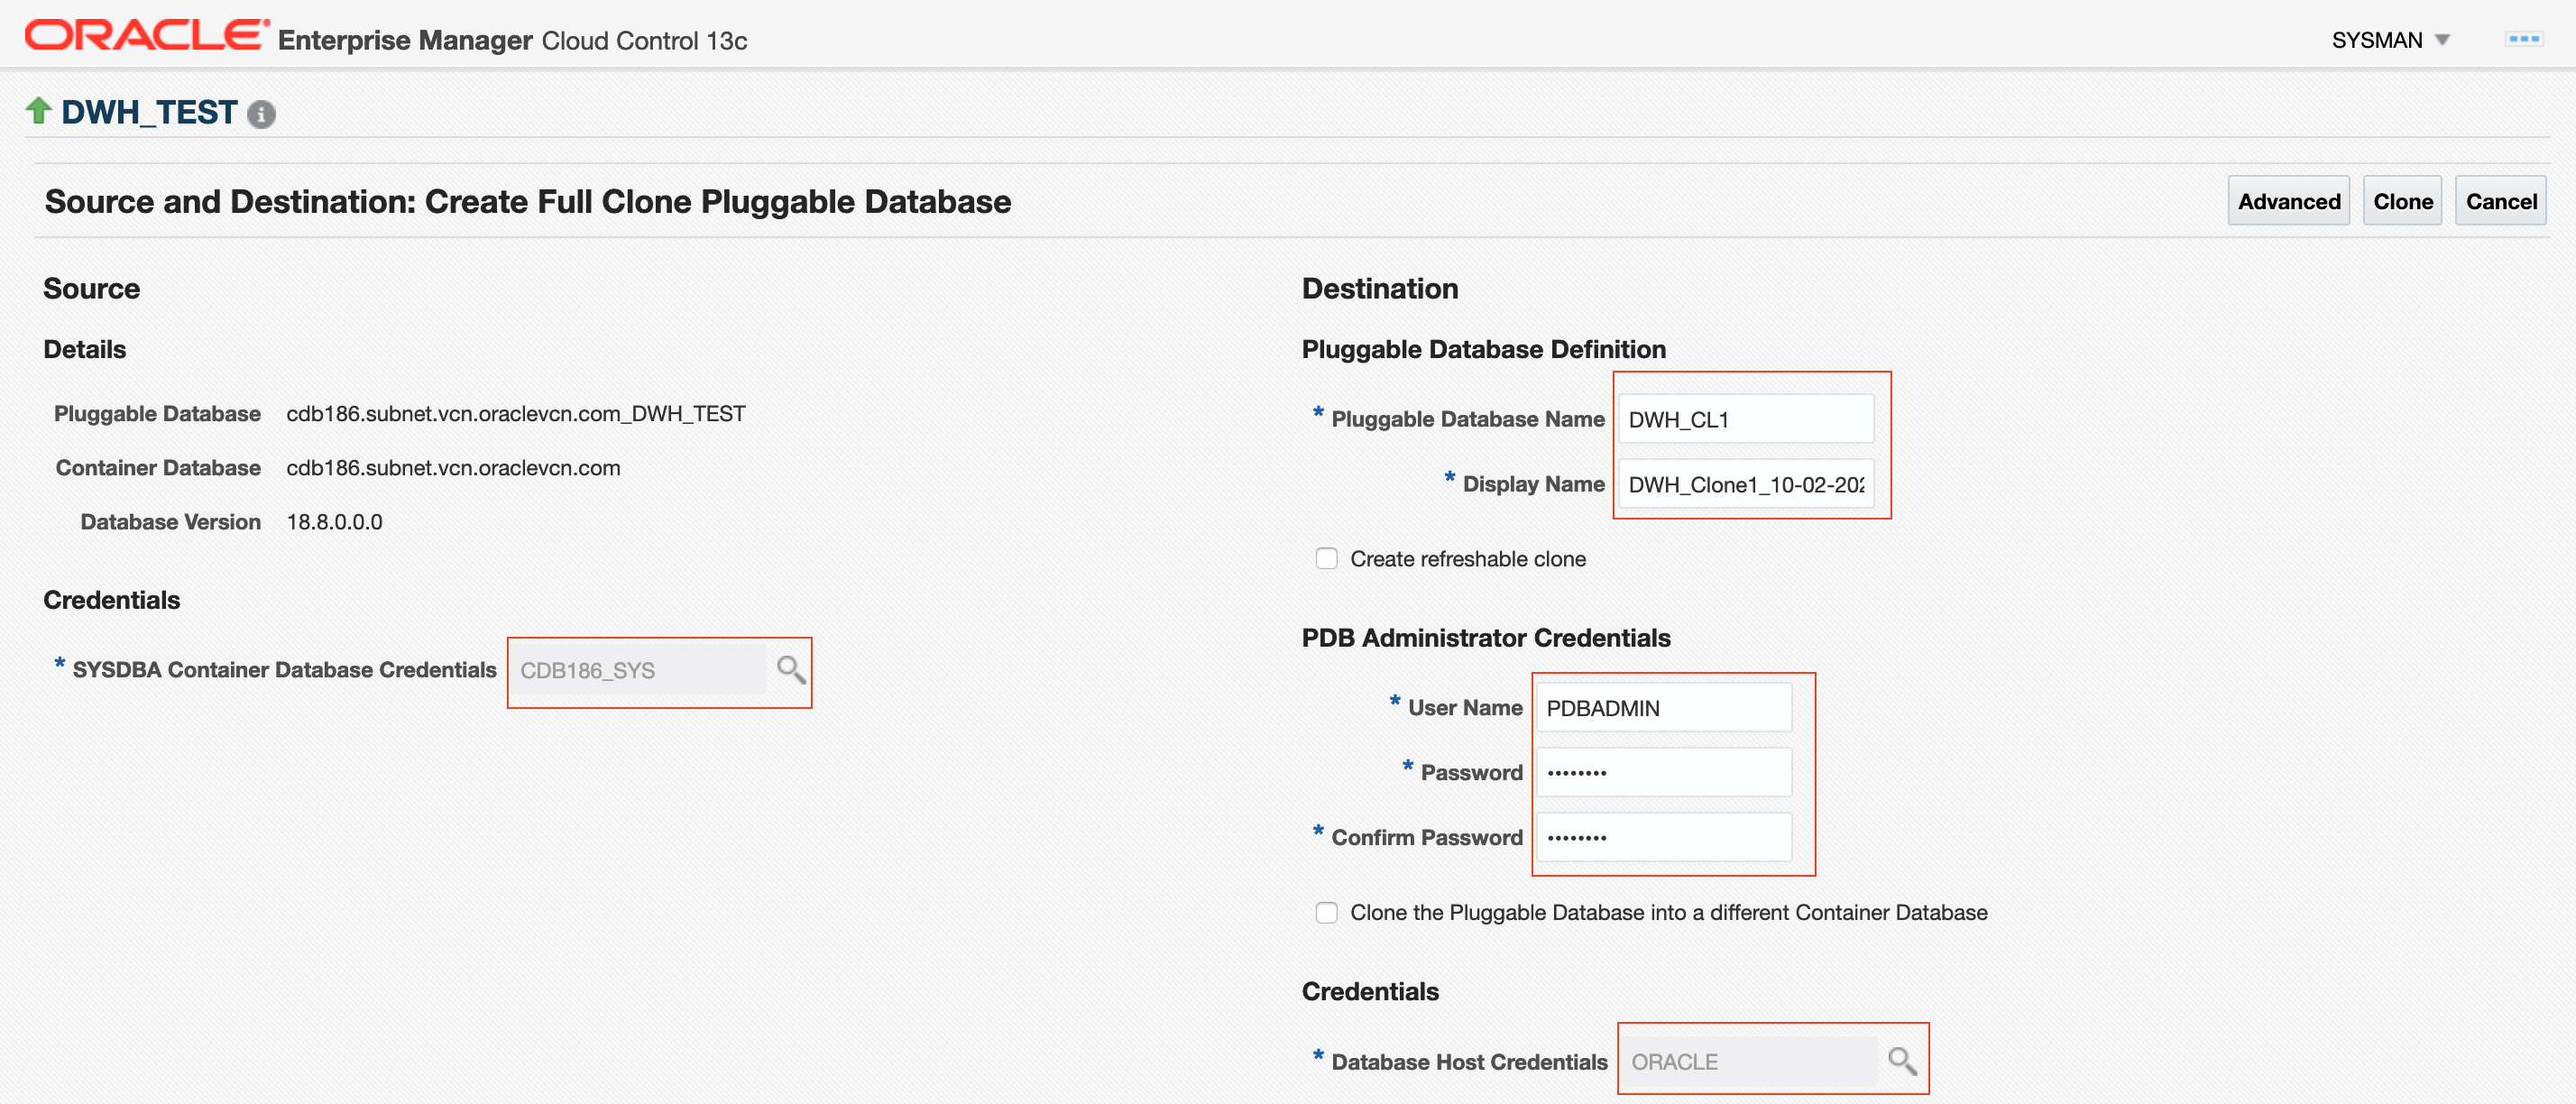 ORACLE Enterprise Manager Cloud Control 13c
SYSMAN
DWH_TEST
Source and Destination: Create Full Clone Pluggable Database
Advanced
Clone
Cancel
Source
Details
Pluggable Database cdb186.subnet.vcn.oraclevcn.com_DWH_TEST
Container Database cdb186.subnet.vcn.oraclevcn.com
Database Version 18.8.0.0.0
Credentials
* SYSDBA Container Database Credentials CDB186_SYS
Destination
Pluggable Database Definition
* Pluggable Database Name DWH_CL1
* Display Name DWH_Clone1_10-02-202
Create refreshable clone
PDB Administrator Credentials
* User Name PDBADMIN
* Password ••••••••
* Confirm Password ••••••••
Clone the Pluggable Database into a different Container Database
Credentials
* Database Host Credentials ORACLE